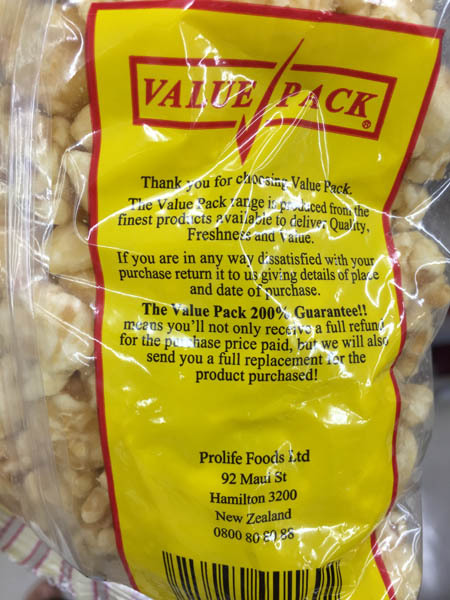 VALUE PACK®
Thank you for choosing Value Pack.
The Value Pack range is produced from the
finest products available to deliver Quality,
Freshness and Value.
If you are in any way dissatisfied with your
purchase return it to us giving details of place
and date of purchase.
The Value Pack 200% Guarantee!!
means you'll not only receive a full refund
for the purchase price paid, but we will also
send you a full replacement for the
product purchased!
Prolife Foods Ltd
92 Maui St
Hamilton 3200
New Zealand
0800 80 80 88